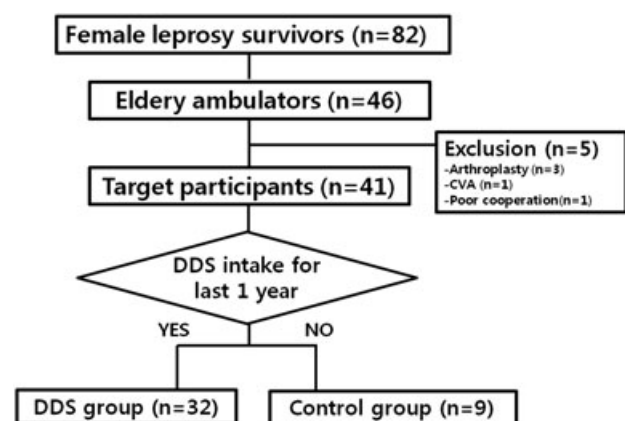 Female leprosy survivors (n=82)
Eldery ambulators (n=46)
Exclusion (n=5)
-Arthroplasty (n=3)
-CVA (n=1)
-Poor cooperation(n=1)
Target participants (n=41)
DDS intake for
last 1 year
YES
NO
DDS group (n=32)
Control group (n=9)